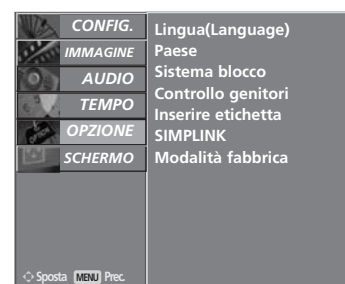 CONFIG.
IMMAGINE
AUDIO
TEMPO
OPZIONE
SCHERMO
Lingua(Language)
Paese
Sistema blocco
Controllo genitori
Inserire etichetta
SIMPLINK
Modalità fabbrica
Sposta MENU Prec.